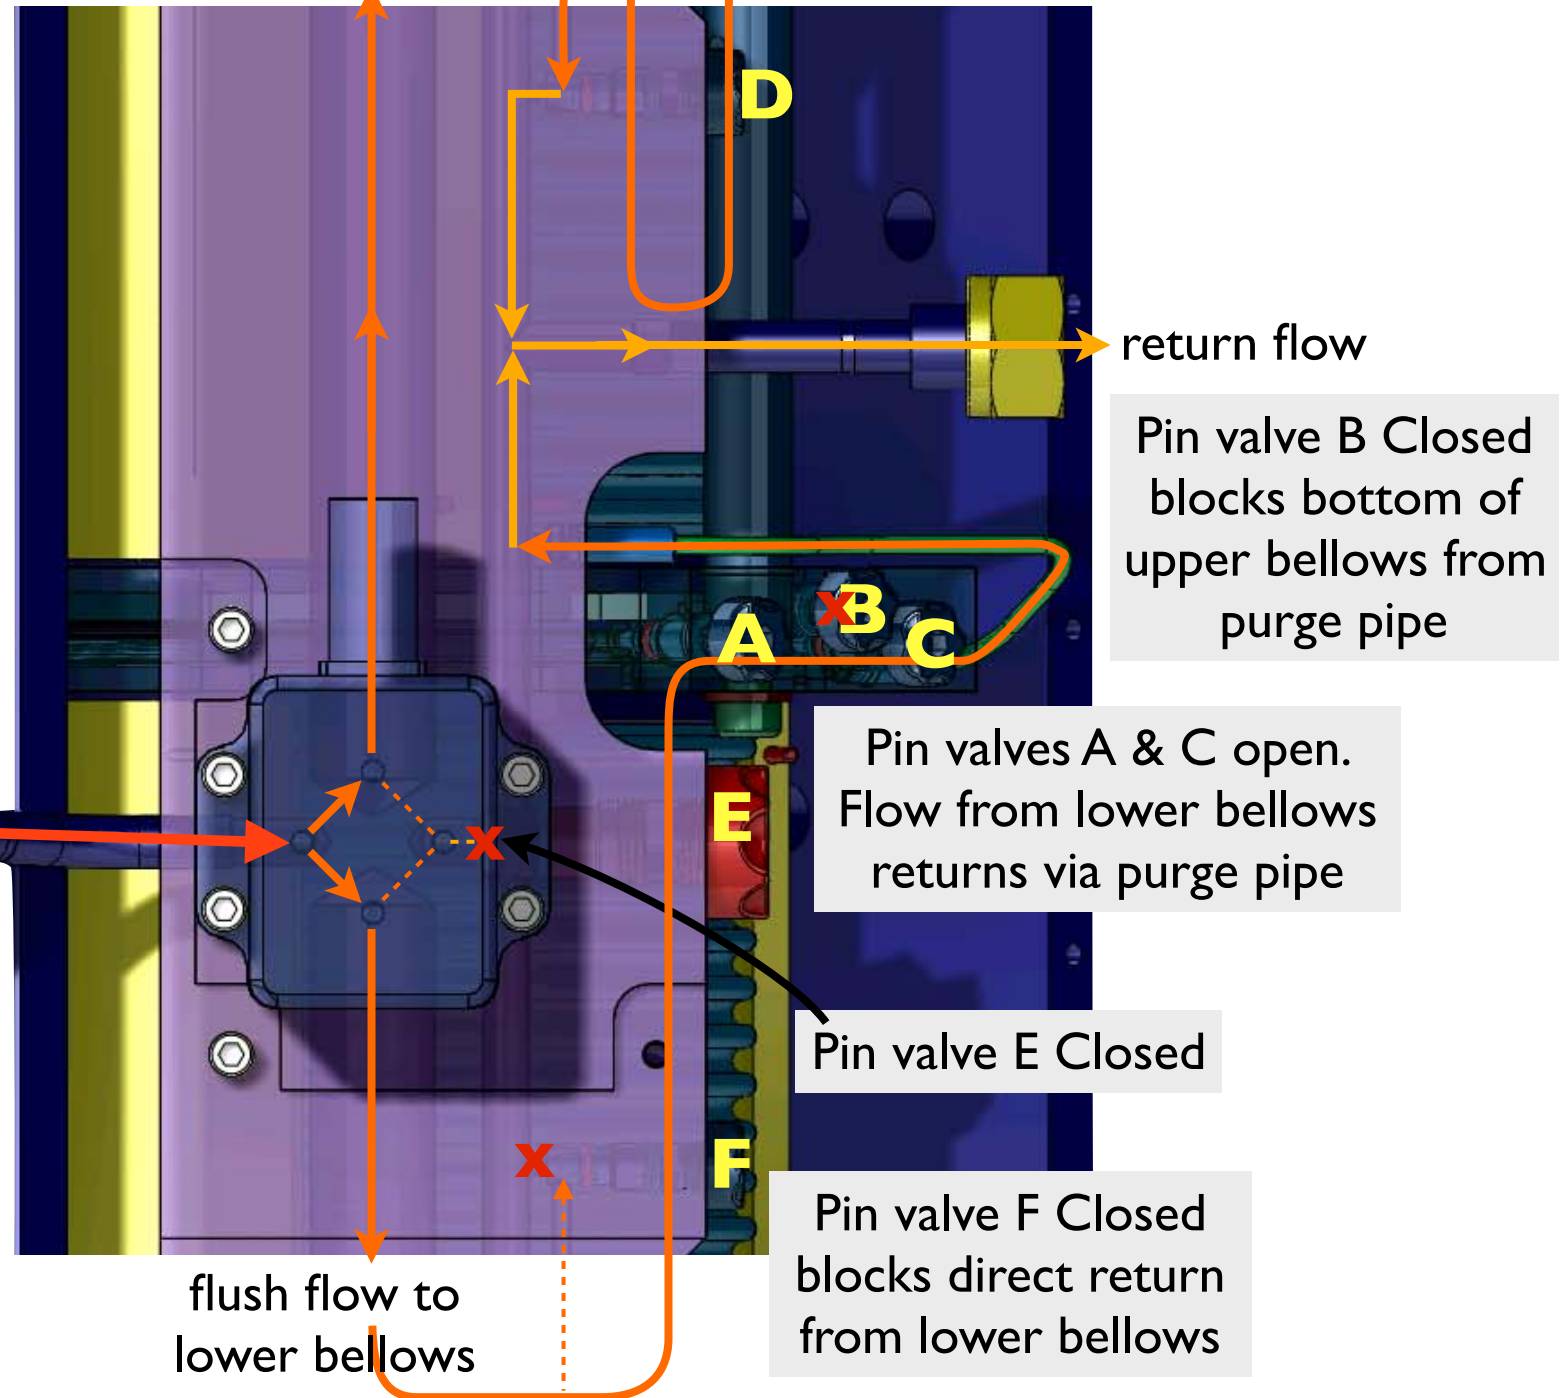 D
return flow
Pin valve B Closed
blocks bottom of
upper bellows from
purge pipe
x
B
A
C
Pin valves A & C open.
Flow from lower bellows
returns via purge pipe
E
x
Pin valve E Closed
x
F
Pin valve F Closed
blocks direct return
from lower bellows
flush flow to
lower bellows